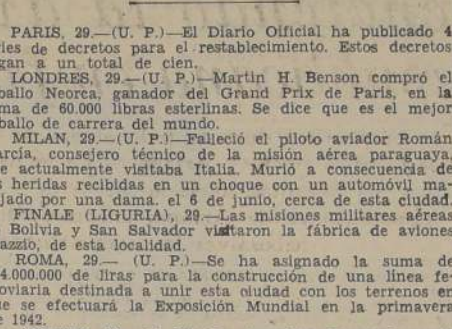 PARIS, 29.—(U. P.)—El Diario Oficial ha publicado 4
ries de decretos para el restablecimiento. Estos decretos
gan a un total de cien.
LONDRES, 29.—(U. P.)—Martin H. Benson compró el
ballo Neorca, ganador del Grand Prix de Paris, en la
ma de 60.000 libras esterlinas. Se dice que es el mejor
ballo de carrera del mundo.
MILAN, 29.—(U. P.)—Falleció el piloto aviador Román
arcía, consejero técnico de la misión aérea paraguaya,
e actualmente visitaba Italia. Murió a consecuencia de
s heridas recibidas en un choque con un automóvil ma-
jado por una dama. el 6 de junio, cerca de esta ciudad.
FINALE (LIGURIA), 29.—Las misiones militares aéreas
Bolivia y San Salvador visitaron la fábrica de aviones
azzio, de esta localidad.
ROMA, 29.— (U. P.)—Se ha asignado la suma de
4.000.000 de liras para la construcción de una línea fe-
oviaria destinada a unir esta ciudad con los terrenos en
ue se efectuará la Exposición Mundial en la primavera
e 1942.